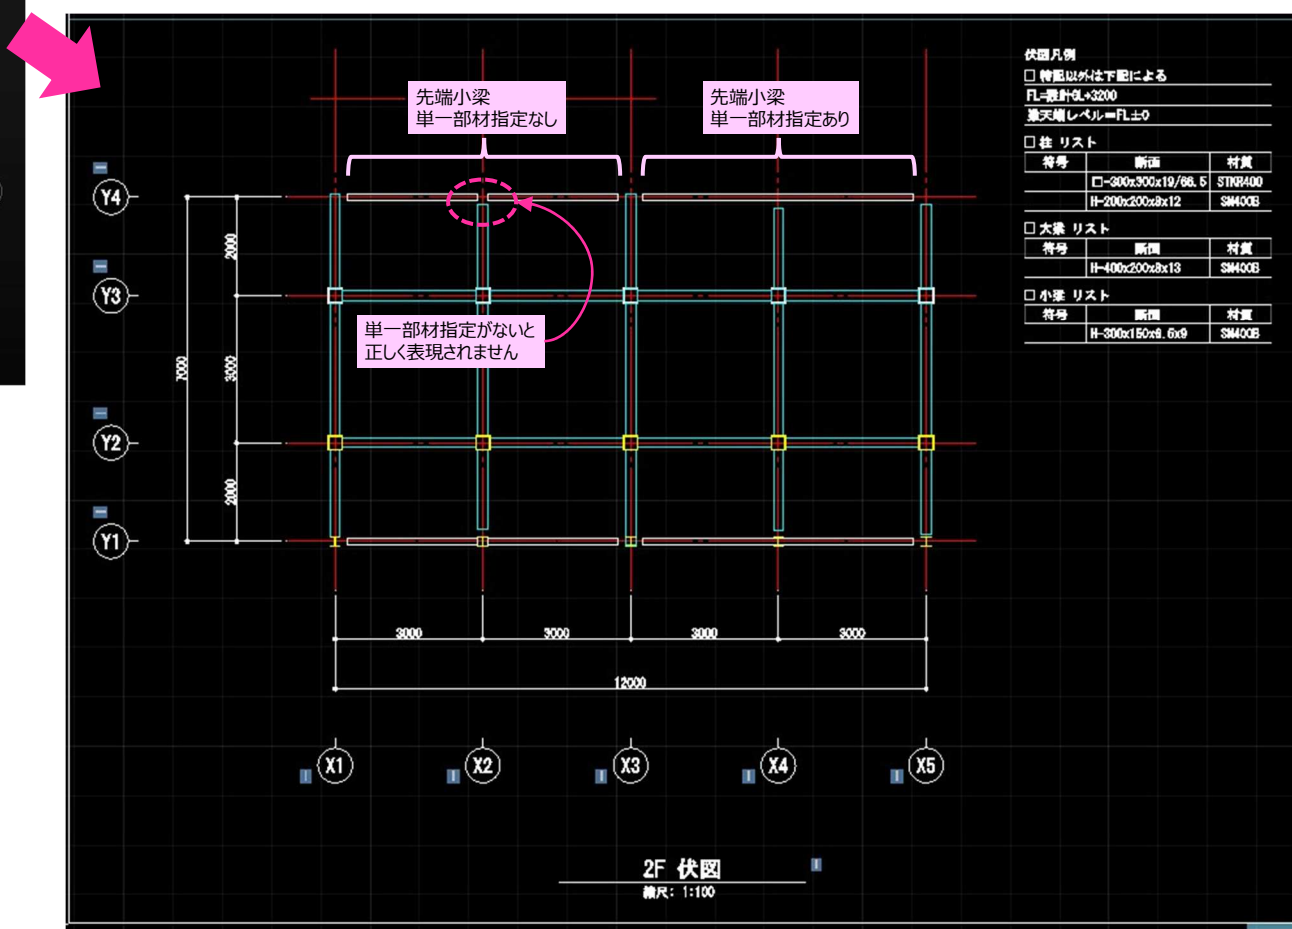 先端小梁
単一部材指定なし
先端小梁
単一部材指定あり
単一部材指定がないと
正しく表現されません
伏図凡例
□ 特記以外は下記による
FL=設計GL+3200
梁天端レベル=FL±0
□ 柱 リスト
符号 断面 材質
□-300x300x19/66.5 STKR400
H-200x200x8x12 SM400B
□ 大梁 リスト
符号 断面 材質
H-400x200x8x13 SM400B
□ 小梁 リスト
符号 断面 材質
H-300x150x6.5x9 SM400B
Y4
Y3
Y2
Y1
2000
7000
3000
2000
3000 3000 3000 3000
12000
X1 X2 X3 X4 X5
2F 伏図
縮尺: 1:100